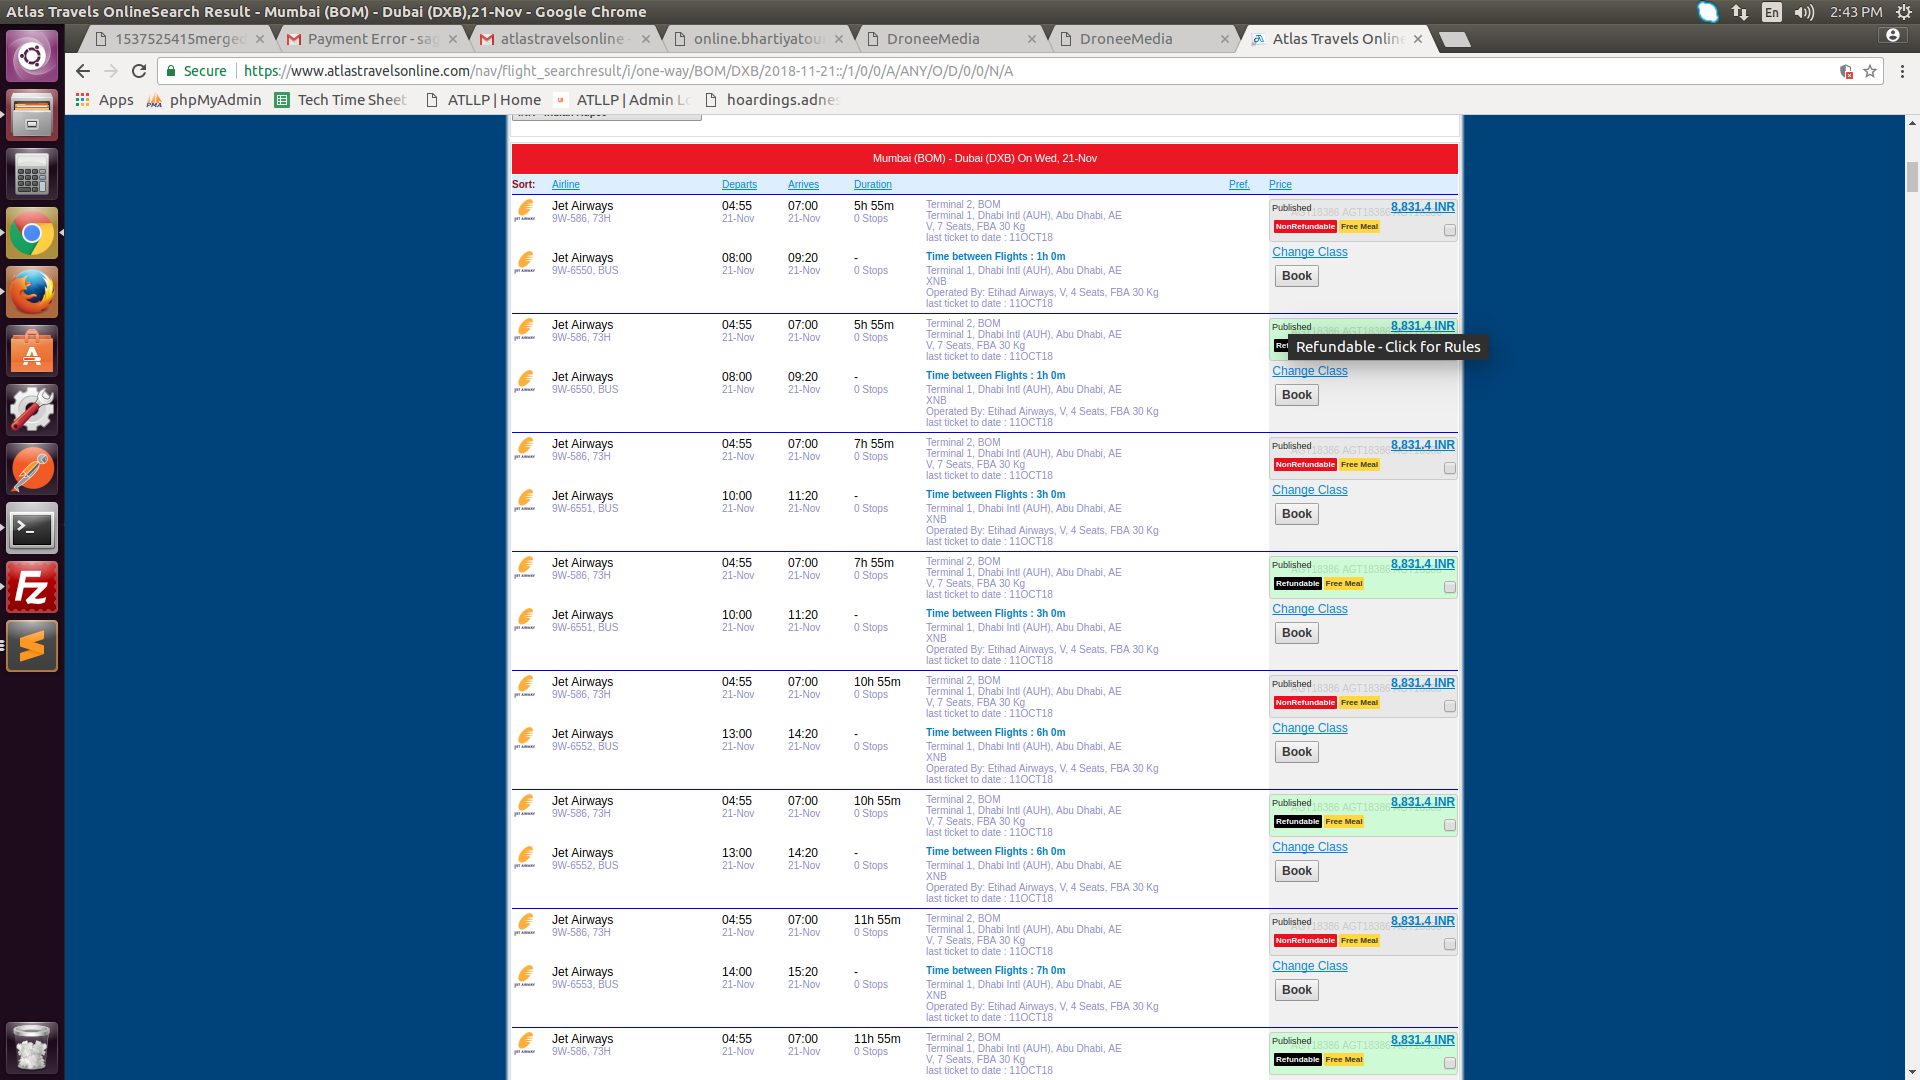 Atlas Travels OnlineSearch Result - Mumbai (BOM) - Dubai (DXB),21-Nov - Google Chrome
En 2:43 PM
1537525415merged
Payment Error - sag
atlastravelsonline
online.bhartiyatour
DroneeMedia
DroneeMedia
Atlas Travels Online
Secure https://www.atlastravelsonline.com/nav/flight_searchresult/i/one-way/BOM/DXB/2018-11-21::/1/0/0/A/ANY/O/D/0/0/N/A
Apps phpMyAdmin Tech Time Sheet ATLLP | Home ATLLP | Admin Lo hoardings.adnes
Mumbai (BOM) - Dubai (DXB) On Wed, 21-Nov
Sort: Airline Departs Arrives Duration Pref. Price
Jet Airways 04:55 07:00 5h 55m Terminal 2, BOM Published 8,831.4 INR
9W-586, 73H 21-Nov 21-Nov 0 Stops Terminal 1, Dhabi Intl (AUH), Abu Dhabi, AE AGT18386 AGT18386
V, 7 Seats, FBA 30 Kg NonRefundable Free Meal
last ticket to date : 11OCT18
Jet Airways 08:00 09:20 - Time between Flights : 1h 0m Change Class
9W-6550, BUS 21-Nov 21-Nov 0 Stops Terminal 1, Dhabi Intl (AUH), Abu Dhabi, AE Book
XNB
Operated By: Etihad Airways, V, 4 Seats, FBA 30 Kg
last ticket to date : 11OCT18
Jet Airways 04:55 07:00 5h 55m Terminal 2, BOM Published 8,831.4 INR
9W-586, 73H 21-Nov 21-Nov 0 Stops Terminal 1, Dhabi Intl (AUH), Abu Dhabi, AE
V, 7 Seats, FBA 30 Kg Ref Refundable - Click for Rules
last ticket to date : 11OCT18
Jet Airways 08:00 09:20 - Time between Flights : 1h 0m Change Class
9W-6550, BUS 21-Nov 21-Nov 0 Stops Terminal 1, Dhabi Intl (AUH), Abu Dhabi, AE Book
XNB
Operated By: Etihad Airways, V, 4 Seats, FBA 30 Kg
last ticket to date : 11OCT18
Jet Airways 04:55 07:00 7h 55m Terminal 2, BOM Published 8,831.4 INR
9W-586, 73H 21-Nov 21-Nov 0 Stops Terminal 1, Dhabi Intl (AUH), Abu Dhabi, AE AGT18386 AGT18386
V, 7 Seats, FBA 30 Kg NonRefundable Free Meal
last ticket to date : 11OCT18
Jet Airways 10:00 11:20 - Time between Flights : 3h 0m Change Class
9W-6551, BUS 21-Nov 21-Nov 0 Stops Terminal 1, Dhabi Intl (AUH), Abu Dhabi, AE Book
XNB
Operated By: Etihad Airways, V, 4 Seats, FBA 30 Kg
last ticket to date : 11OCT18
Jet Airways 04:55 07:00 7h 55m Terminal 2, BOM Published 8,831.4 INR
9W-586, 73H 21-Nov 21-Nov 0 Stops Terminal 1, Dhabi Intl (AUH), Abu Dhabi, AE AGT18386 AGT18386
V, 7 Seats, FBA 30 Kg Refundable Free Meal
last ticket to date : 11OCT18
Jet Airways 10:00 11:20 - Time between Flights : 3h 0m Change Class
9W-6551, BUS 21-Nov 21-Nov 0 Stops Terminal 1, Dhabi Intl (AUH), Abu Dhabi, AE Book
XNB
Operated By: Etihad Airways, V, 4 Seats, FBA 30 Kg
last ticket to date : 11OCT18
Jet Airways 04:55 07:00 10h 55m Terminal 2, BOM Published 8,831.4 INR
9W-586, 73H 21-Nov 21-Nov 0 Stops Terminal 1, Dhabi Intl (AUH), Abu Dhabi, AE AGT18386 AGT18386
V, 7 Seats, FBA 30 Kg NonRefundable Free Meal
last ticket to date : 11OCT18
Jet Airways 13:00 14:20 - Time between Flights : 6h 0m Change Class
9W-6552, BUS 21-Nov 21-Nov 0 Stops Terminal 1, Dhabi Intl (AUH), Abu Dhabi, AE Book
XNB
Operated By: Etihad Airways, V, 4 Seats, FBA 30 Kg
last ticket to date : 11OCT18
Jet Airways 04:55 07:00 10h 55m Terminal 2, BOM Published 8,831.4 INR
9W-586, 73H 21-Nov 21-Nov 0 Stops Terminal 1, Dhabi Intl (AUH), Abu Dhabi, AE AGT18386 AGT18386
V, 7 Seats, FBA 30 Kg Refundable Free Meal
last ticket to date : 11OCT18
Jet Airways 13:00 14:20 - Time between Flights : 6h 0m Change Class
9W-6552, BUS 21-Nov 21-Nov 0 Stops Terminal 1, Dhabi Intl (AUH), Abu Dhabi, AE Book
XNB
Operated By: Etihad Airways, V, 4 Seats, FBA 30 Kg
last ticket to date : 11OCT18
Jet Airways 04:55 07:00 11h 55m Terminal 2, BOM Published 8,831.4 INR
9W-586, 73H 21-Nov 21-Nov 0 Stops Terminal 1, Dhabi Intl (AUH), Abu Dhabi, AE AGT18386 AGT18386
V, 7 Seats, FBA 30 Kg NonRefundable Free Meal
last ticket to date : 11OCT18
Jet Airways 14:00 15:20 - Time between Flights : 7h 0m Change Class
9W-6553, BUS 21-Nov 21-Nov 0 Stops Terminal 1, Dhabi Intl (AUH), Abu Dhabi, AE Book
XNB
Operated By: Etihad Airways, V, 4 Seats, FBA 30 Kg
last ticket to date : 11OCT18
Jet Airways 04:55 07:00 11h 55m Terminal 2, BOM Published 8,831.4 INR
9W-586, 73H 21-Nov 21-Nov 0 Stops Terminal 1, Dhabi Intl (AUH), Abu Dhabi, AE AGT18386 AGT18386
V, 7 Seats, FBA 30 Kg Refundable Free Meal
last ticket to date : 11OCT18